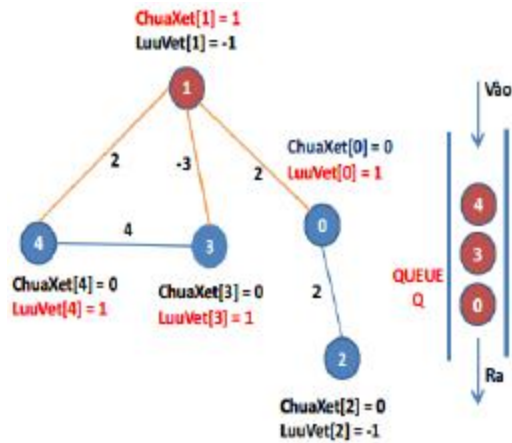 ChuaXet[1] = 1
LuuVet[1] = -1
1
Vào
2
-3
2
ChuaXet[0] = 0
LuuVet[0] = 1
4
4
3
0
4
3
2
QUEUE
Q
0
ChuaXet[4] = 0
LuuVet[4] = 1
ChuaXet[3] = 0
LuuVet[3] = 1
2
Ra
ChuaXet[2] = 0
LuuVet[2] = -1